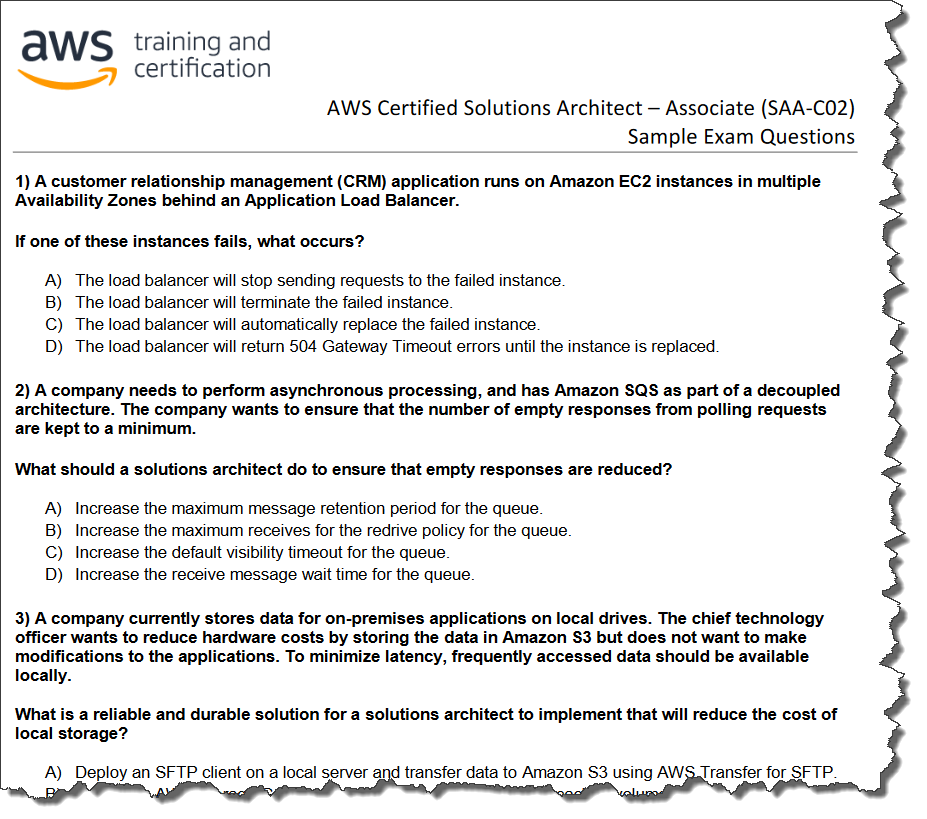 aws training and
certification
AWS Certified Solutions Architect – Associate (SAA-C02)
Sample Exam Questions
1) A customer relationship management (CRM) application runs on Amazon EC2 instances in multiple
Availability Zones behind an Application Load Balancer.
If one of these instances fails, what occurs?
A) The load balancer will stop sending requests to the failed instance.
B) The load balancer will terminate the failed instance.
C) The load balancer will automatically replace the failed instance.
D) The load balancer will return 504 Gateway Timeout errors until the instance is replaced.
2) A company needs to perform asynchronous processing, and has Amazon SQS as part of a decoupled
architecture. The company wants to ensure that the number of empty responses from polling requests
are kept to a minimum.
What should a solutions architect do to ensure that empty responses are reduced?
A) Increase the maximum message retention period for the queue.
B) Increase the maximum receives for the redrive policy for the queue.
C) Increase the default visibility timeout for the queue.
D) Increase the receive message wait time for the queue.
3) A company currently stores data for on-premises applications on local drives. The chief technology
officer wants to reduce hardware costs by storing the data in Amazon S3 but does not want to make
modifications to the applications. To minimize latency, frequently accessed data should be available
locally.
What is a reliable and durable solution for a solutions architect to implement that will reduce the cost of
local storage?
A) Deploy an SFTP client on a local server and transfer data to Amazon S3 using AWS Transfer for SFTP.